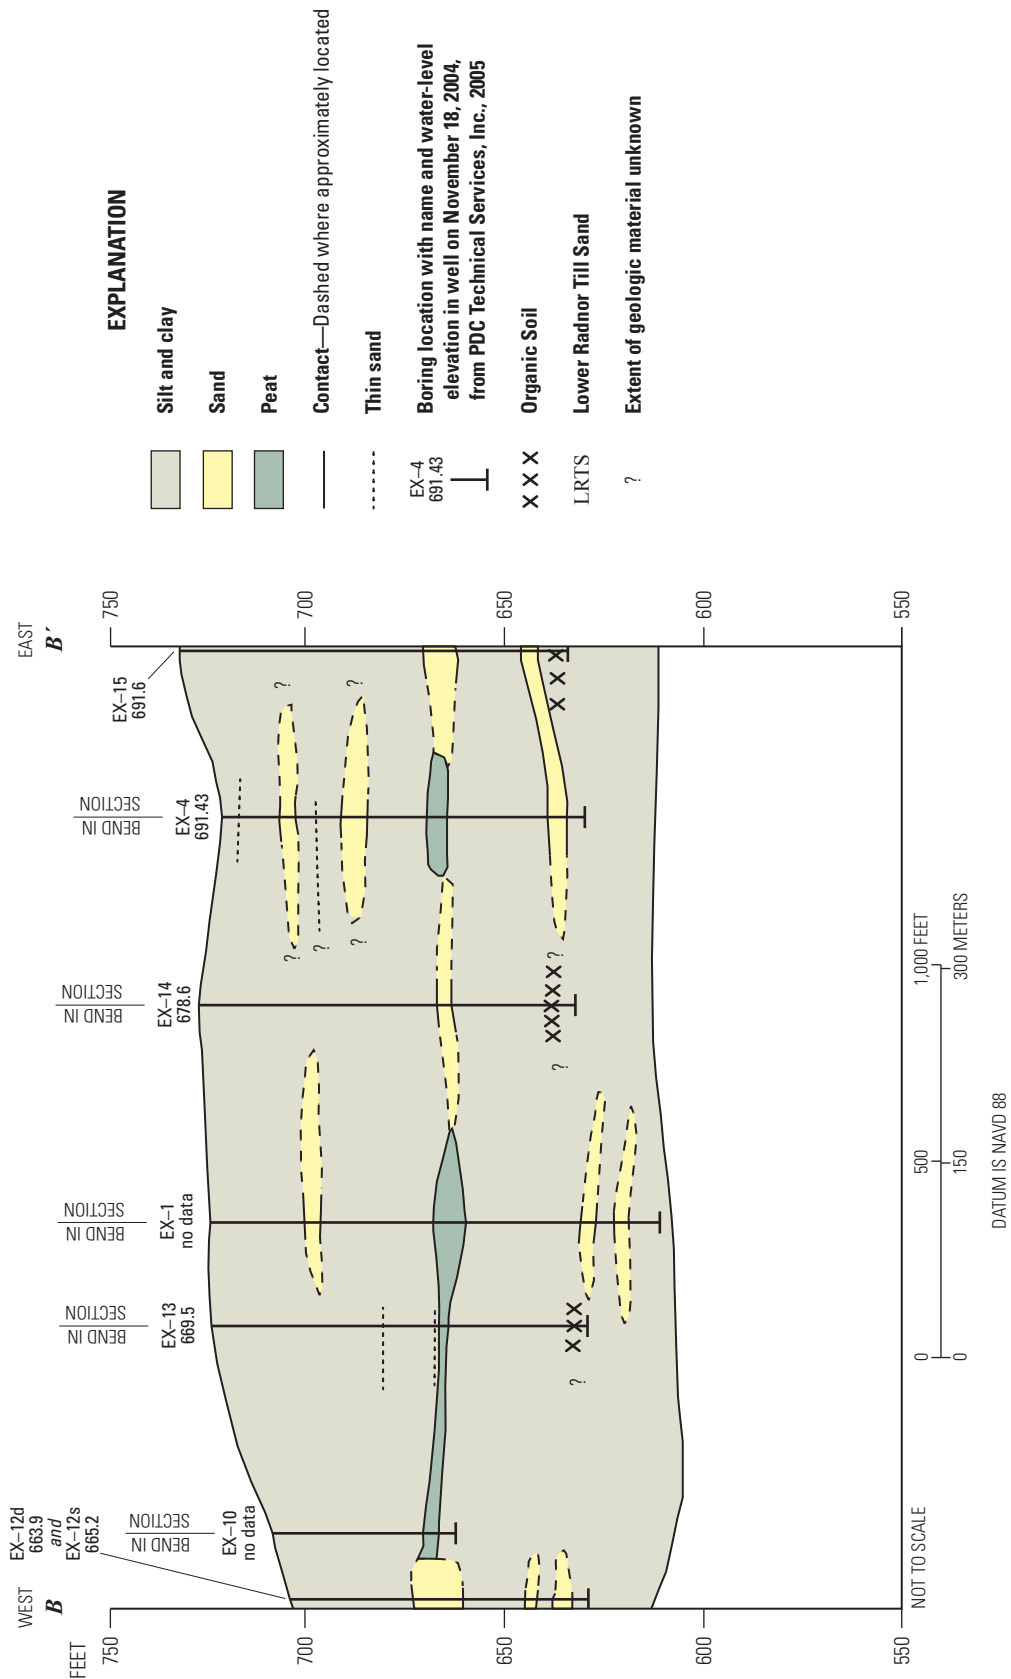 WEST
B
FEET
750
700
650
600
550
EX–12d
663.9
and
EX–12s
665.2
BEND IN
SECTION
EX–10
no data
BEND IN
SECTION
EX–13
669.5
BEND IN
SECTION
EX–1
no data
BEND IN
SECTION
EX–14
678.6
BEND IN
SECTION
EX–4
691.43
EX–15
691.6
EAST
B′
750
700
650
600
550
?
?
?
?
?
?
?
?
X X X
X X X X X
X X X
NOT TO SCALE
0 500 1,000 FEET
0 150 300 METERS
DATUM IS NAVD 88
EXPLANATION
Silt and clay
Sand
Peat
Contact—Dashed where approximately located
Thin sand
EX–4
691.43
Boring location with name and water-level
elevation in well on November 18, 2004,
from PDC Technical Services, Inc., 2005
X X X Organic Soil
LRTS Lower Radnor Till Sand
? Extent of geologic material unknown